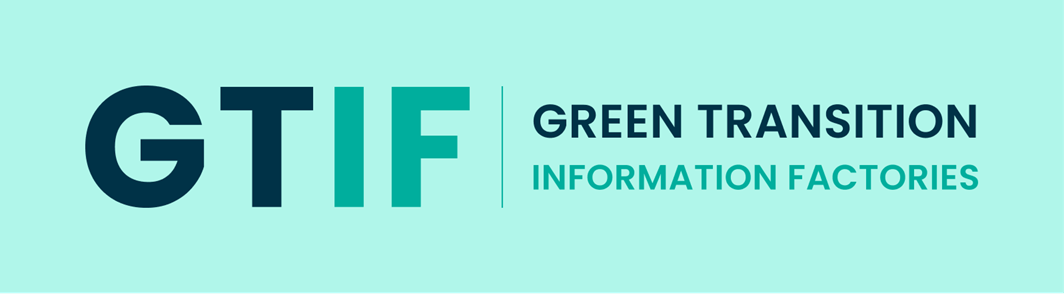 GTIF
GREEN TRANSITION
INFORMATION FACTORIES